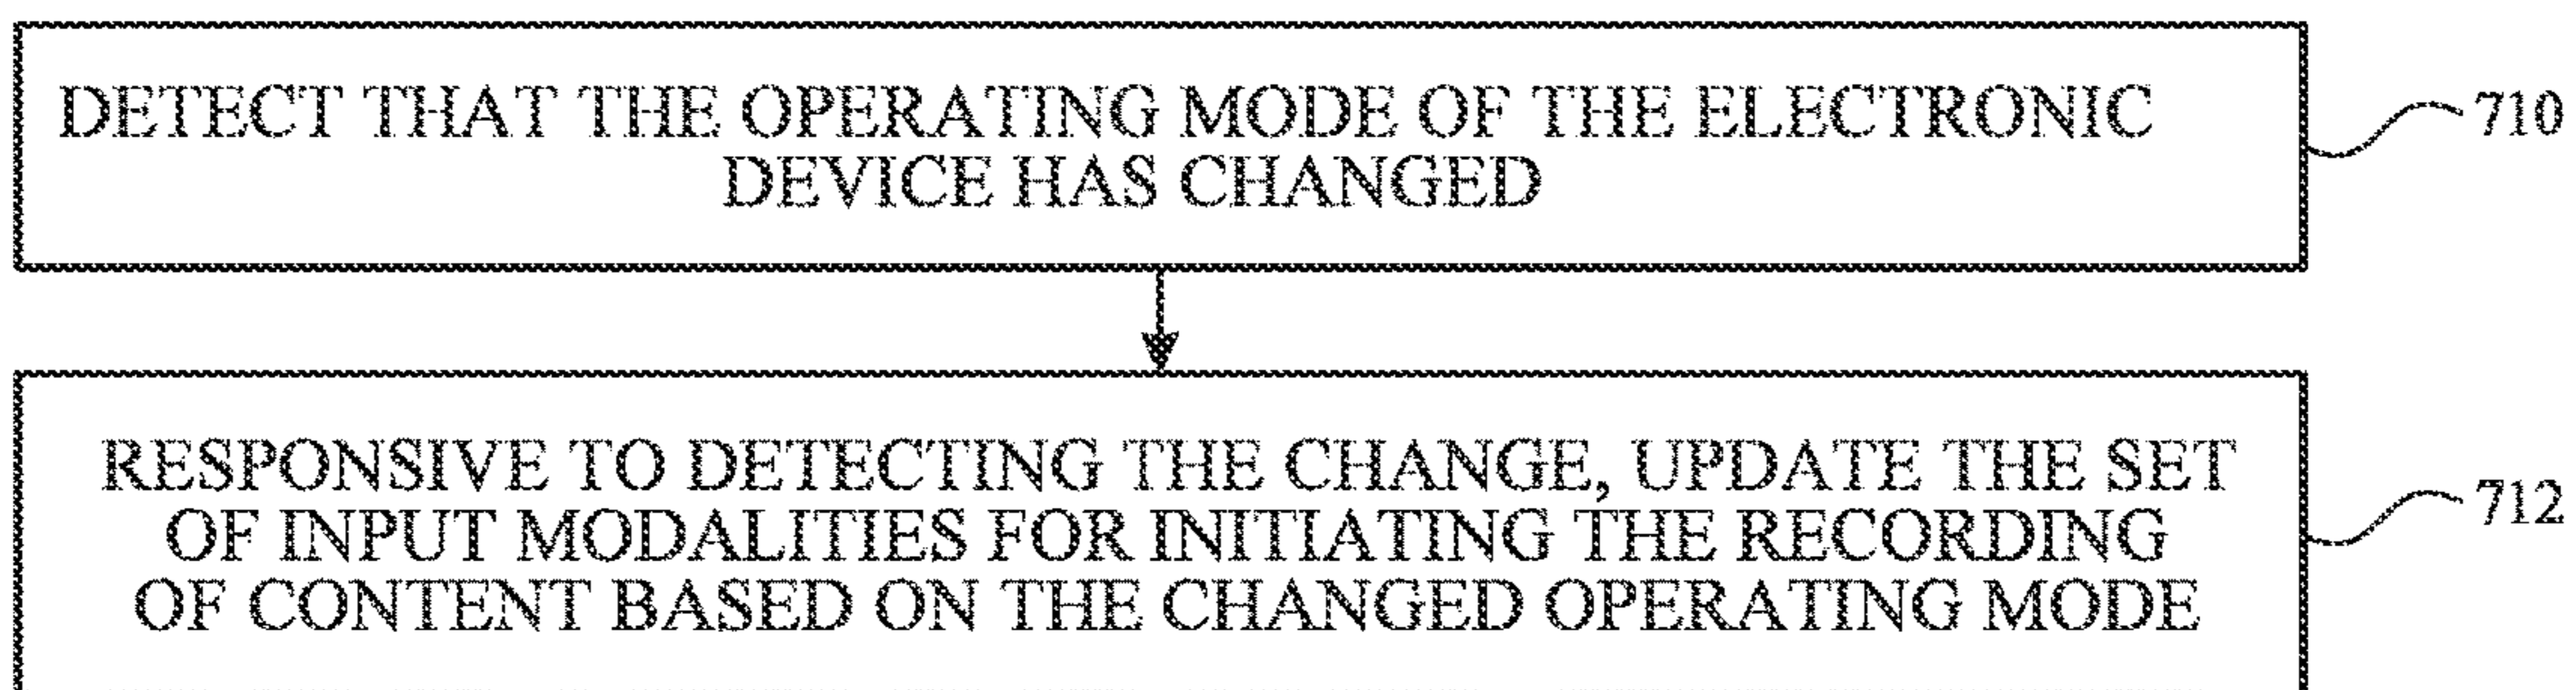 DETECT THAT THE OPERATING MODE OF THE ELECTRONIC
DEVICE HAS CHANGED
710
RESPONSIVE TO DETECTING THE CHANGE, UPDATE THE SET
OF INPUT MODALITIES FOR INITIATING THE RECORDING
OF CONTENT BASED ON THE CHANGED OPERATING MODE
712